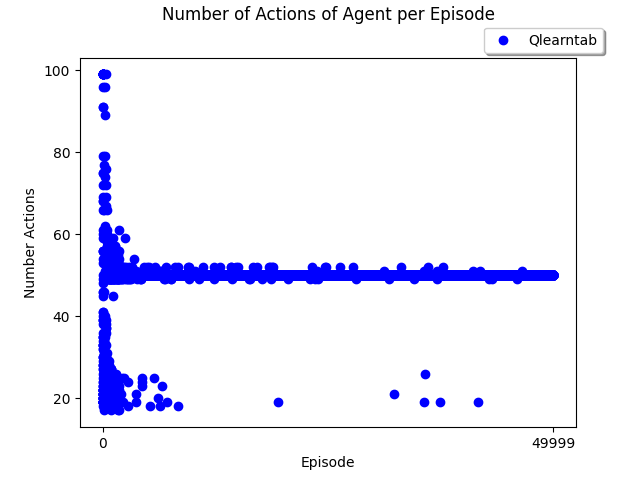 Number of Actions of Agent per Episode
Qlearntab
100
80
60
40
20
Number Actions
0
49999
Episode